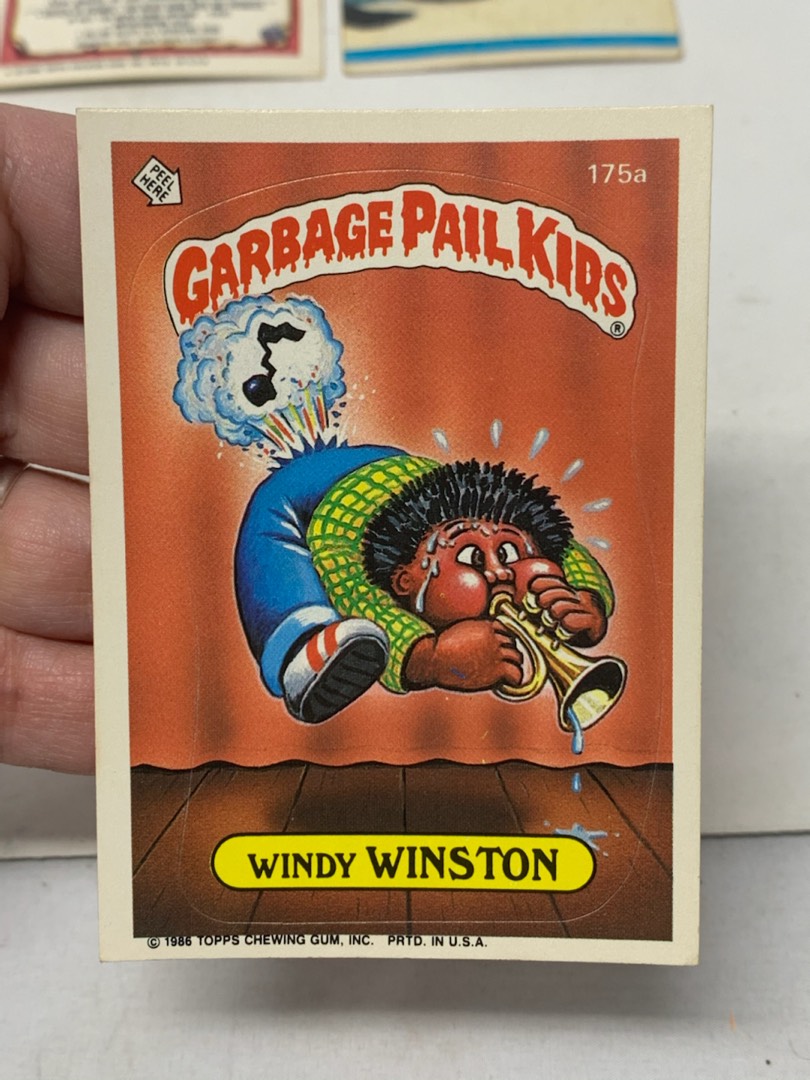 PEEL
HERE
175a
GARBAGE PAIL KIDS
®
WINDY WINSTON
© 1986 TOPPS CHEWING GUM, INC. PRTD. IN U.S.A.